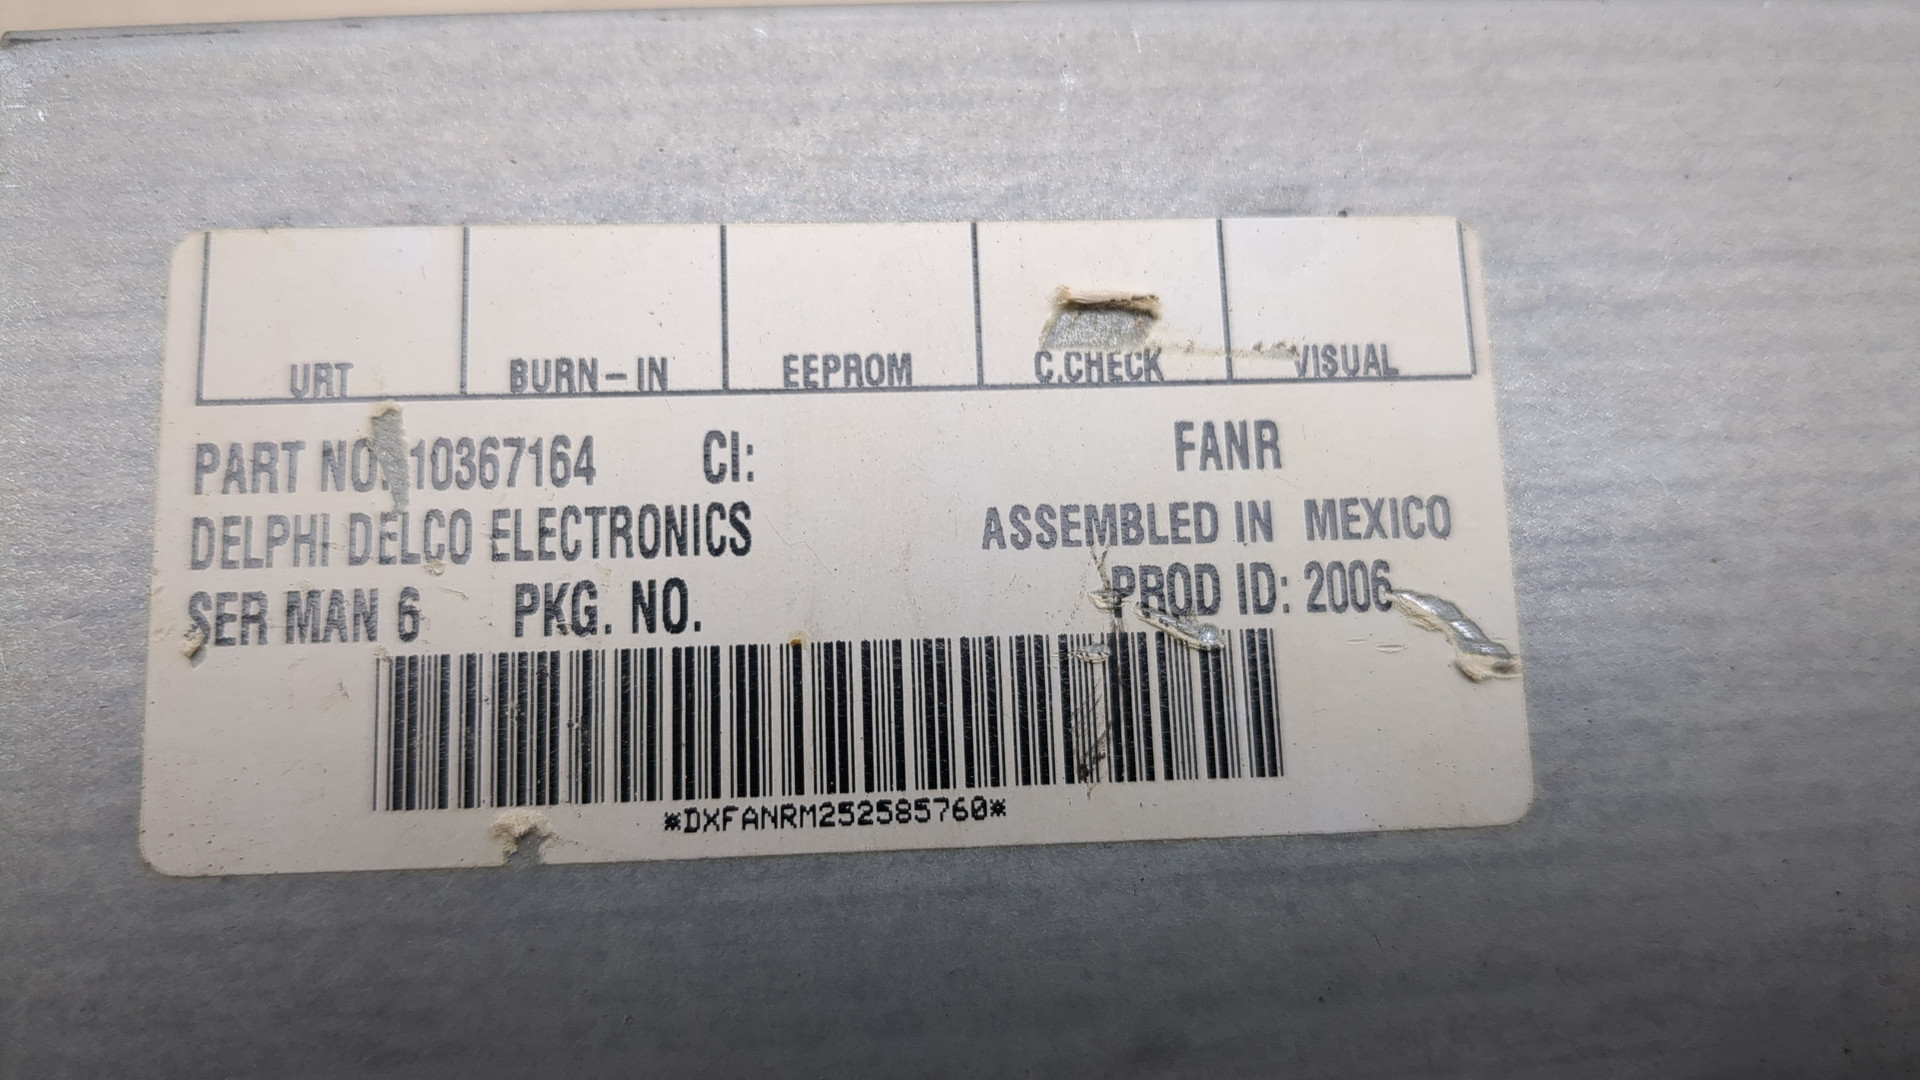 URT BURN-IN EEPROM C.CHECK VISUAL
PART NO. 10367164 CI: FANR
DELPHI DELCO ELECTRONICS ASSEMBLED IN MEXICO
SER MAN 6 PKG. NO. PROD ID: 2006
*DXFANRM252585760*